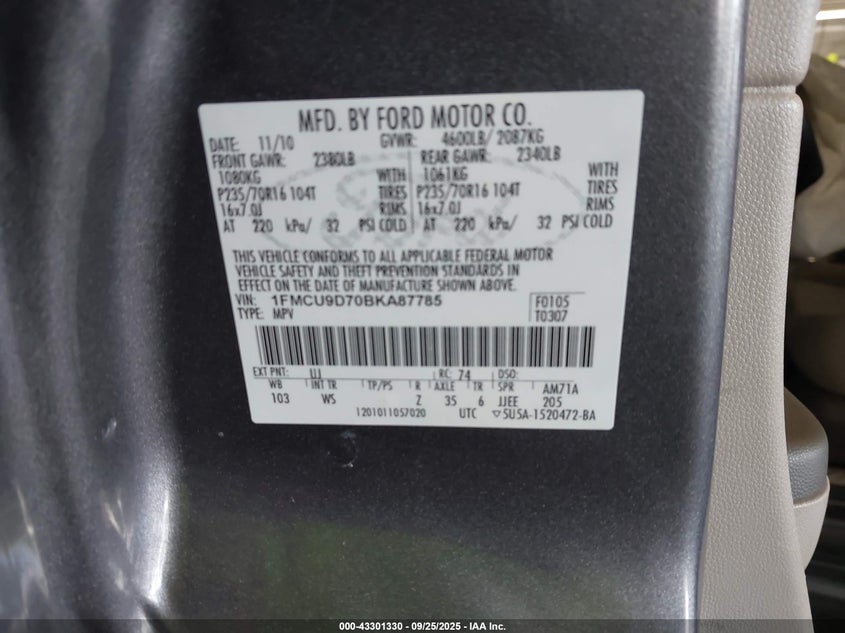 MFD. BY FORD MOTOR CO.
DATE: 11/10 GVWR: 4600LB/ 2087KG
FRONT GAWR: 2380LB REAR GAWR: 2340LB
1080KG WITH 1061KG WITH
P235/70R16 104T TIRES P235/70R16 104T TIRES
16x7.0J RIMS 16x7.0J RIMS
AT 220 kPa/ 32 PSI COLD AT 220 kPa/ 32 PSI COLD
THIS VEHICLE CONFORMS TO ALL APPLICABLE FEDERAL MOTOR
VEHICLE SAFETY AND THEFT PREVENTION STANDARDS IN
EFFECT ON THE DATE OF MANUFACTURE SHOWN ABOVE.
VIN: 1FMCU9D70BKA87785 F0105
TYPE: MPV T0307
EXT PNT: UJ RC: 74 DSO:
WB INT TR TP/PS R AXLE TR SPR AM71A
103 WS Z 35 6 JJEE 205
1201011057020 UTC ▽5U5A-1520472-BA
000-43301330 - 09/25/2025 - IAA Inc.